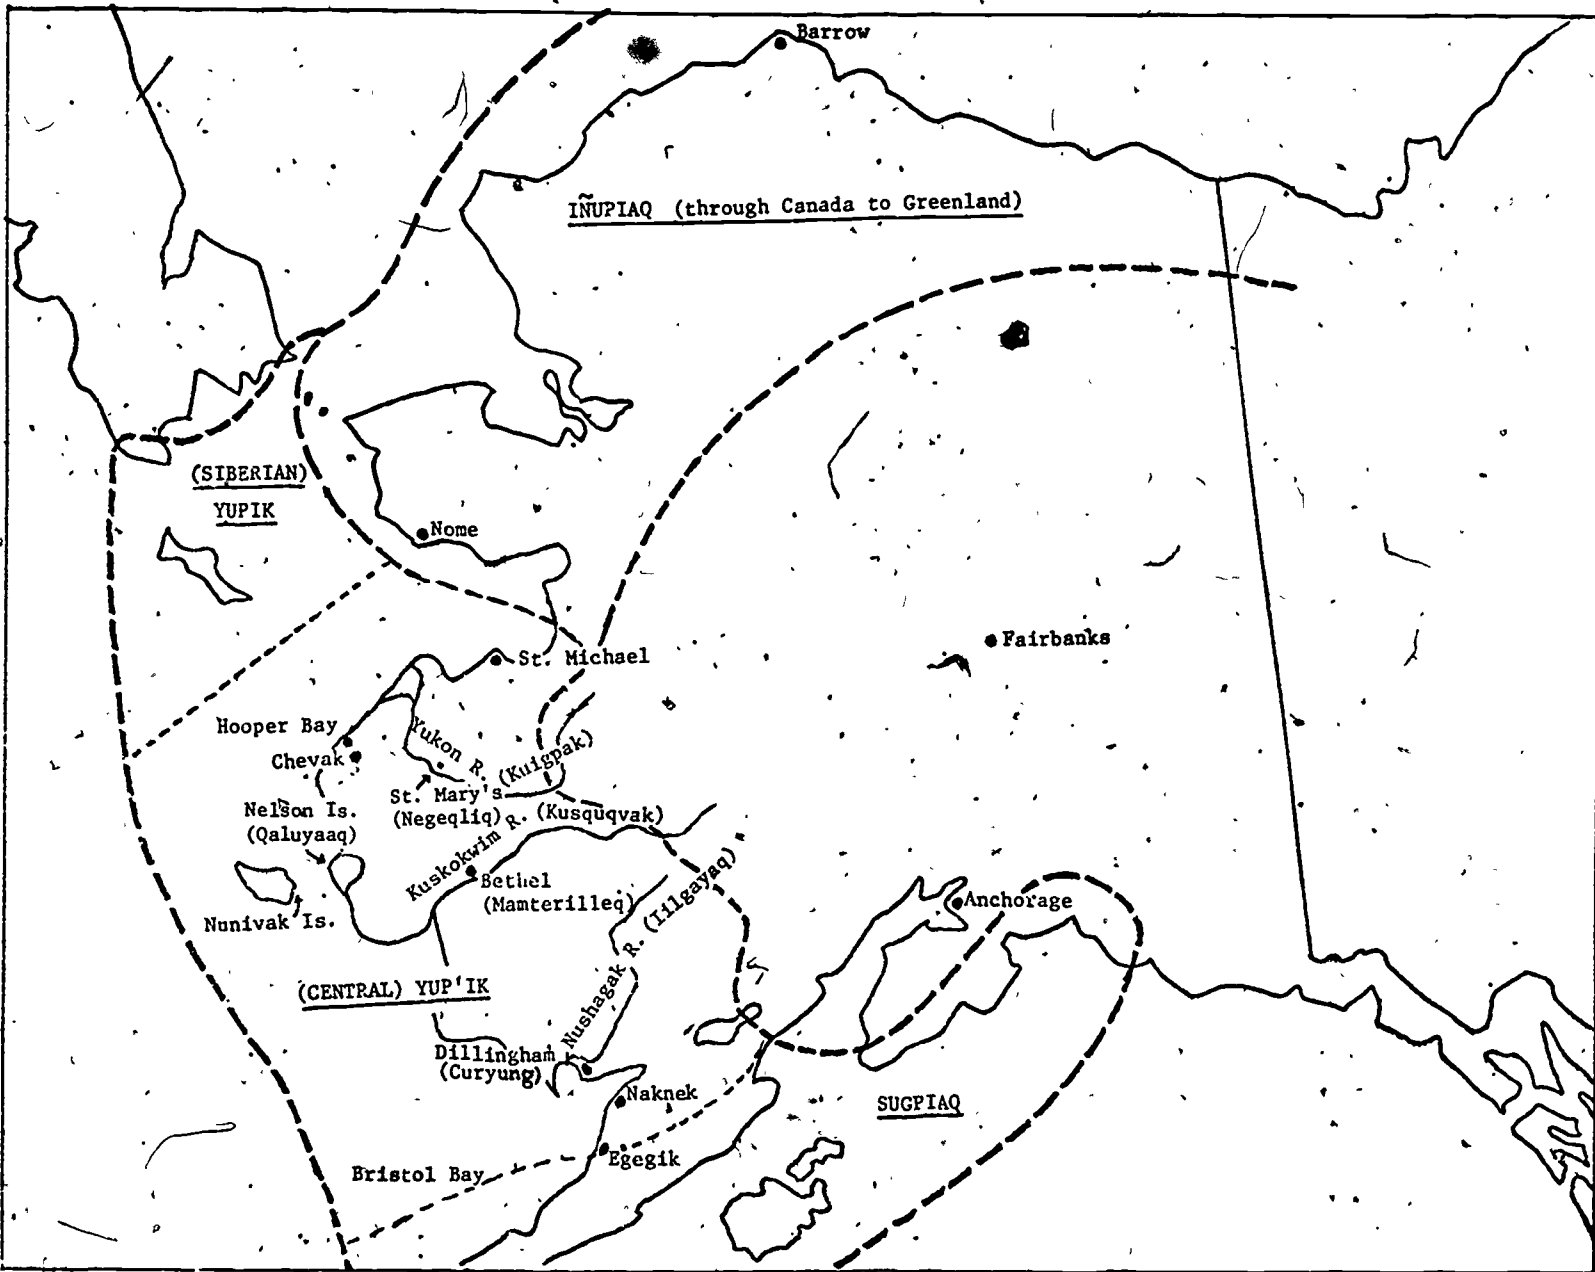 Barrow
IÑUPIAQ (through Canada to Greenland)
(SIBERIAN)
YUPIK
Nome
Fairbanks
St. Michael
Hooper Bay
Chevak
Yukon R. (Kuigpak)
St. Mary's
(Negeqliq)
Nelson Is.
(Qaluyaaq)
Kuskokwim R. (Kusquqvak)
Bethel
(Mamterilleq)
Nunivak Is.
Nushagak R. (Iilgayaq)
Anchorage
(CENTRAL) YUP'IK
Dillingham
(Curyung)
Naknek
SUGPIAQ
Egegik
Bristol Bay